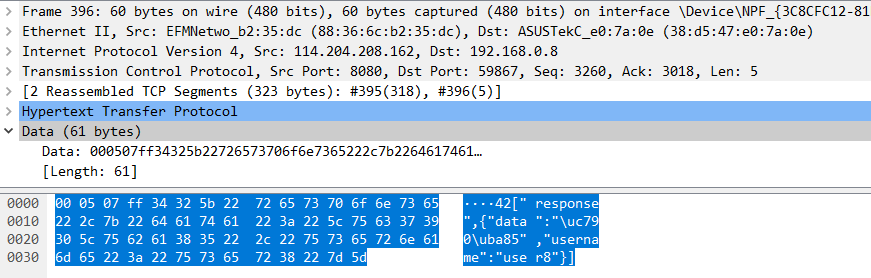 Frame 396: 60 bytes on wire (480 bits), 60 bytes captured (480 bits) on interface \Device\NPF_{3C8CFC12-81
Ethernet II, Src: EFMNetwo_b2:35:dc (88:36:6c:b2:35:dc), Dst: ASUSTekC_e0:7a:0e (38:d5:47:e0:7a:0e)
Internet Protocol Version 4, Src: 114.204.208.162, Dst: 192.168.0.8
Transmission Control Protocol, Src Port: 8080, Dst Port: 59867, Seq: 3260, Ack: 3018, Len: 5
[2 Reassembled TCP Segments (323 bytes): #395(318), #396(5)]
Hypertext Transfer Protocol
Data (61 bytes)
Data: 000507ff34325b22726573706f6e7365222c7b2264617461…
[Length: 61]
0000 00 05 07 ff 34 32 5b 22 72 65 73 70 6f 6e 73 65 ····42[" response
0010 22 2c 7b 22 64 61 74 61 22 3a 22 5c 75 63 37 39 ",{"data ":"\uc79
0020 30 5c 75 62 61 38 35 22 2c 22 75 73 65 72 6e 61 0\uba85" ,"userna
0030 6d 65 22 3a 22 75 73 65 72 38 22 7d 5d me":"use r8"}]